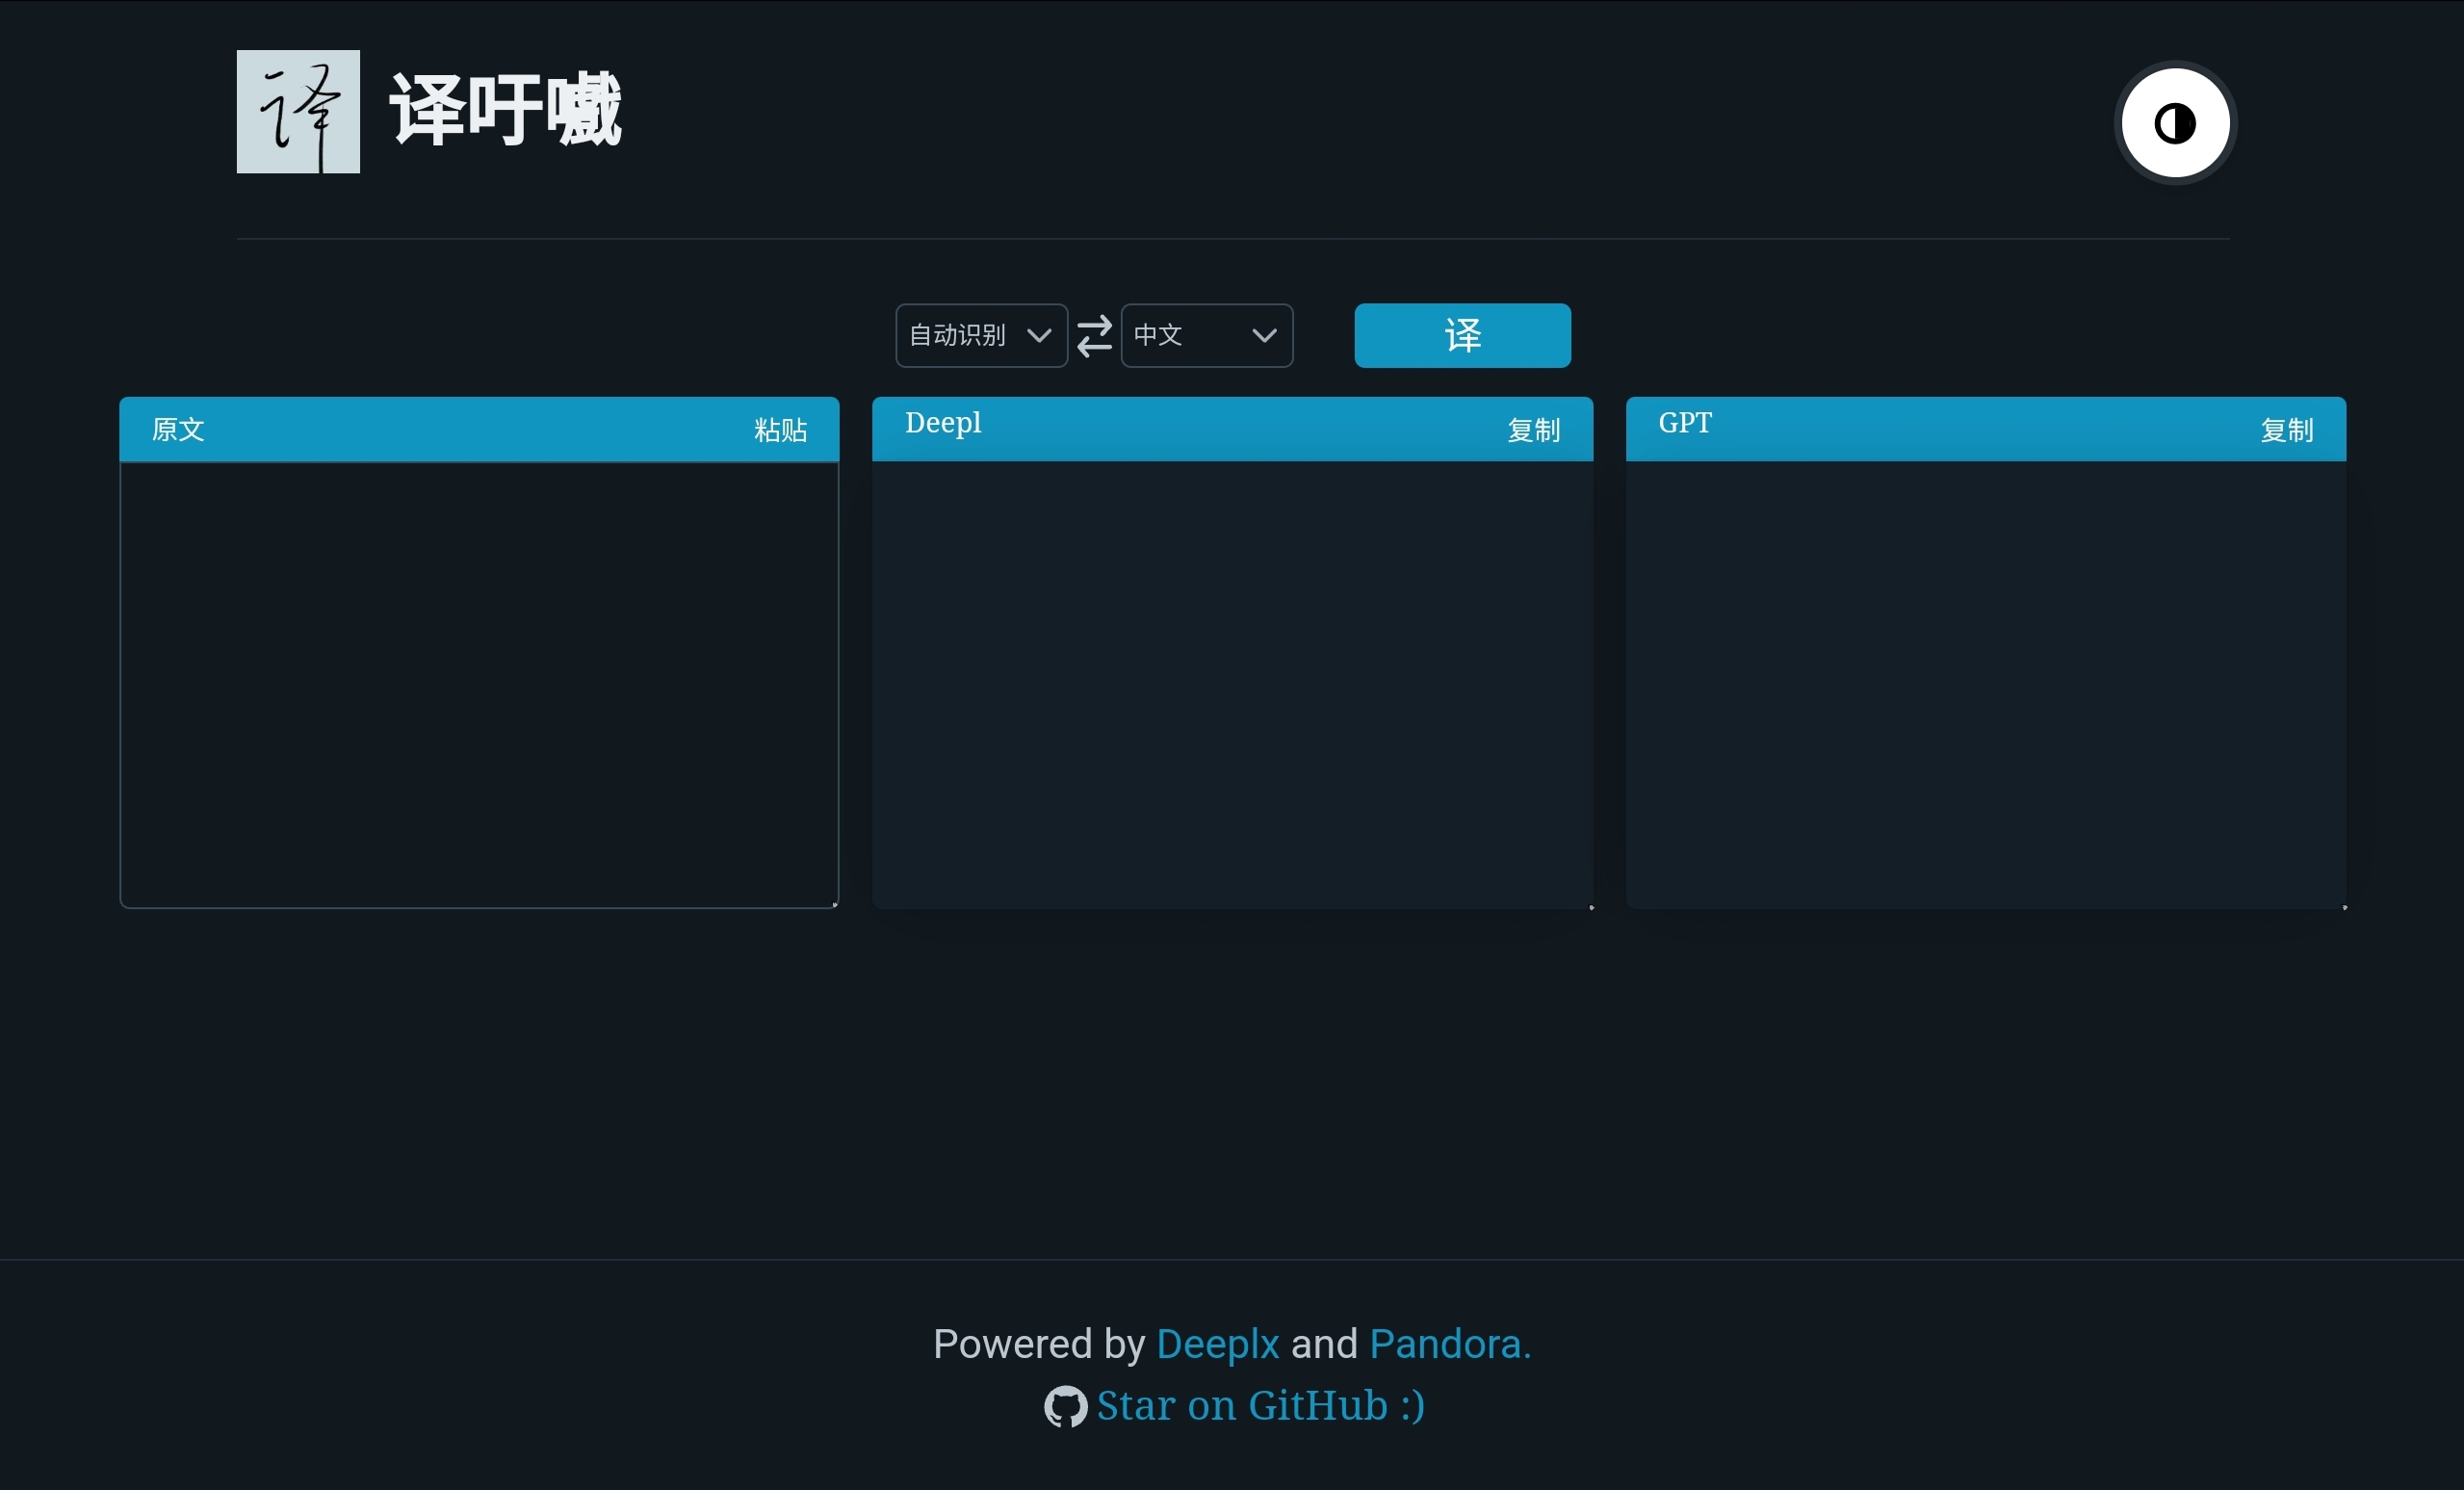 译 译吁嚱
自动识别 中文 译
原文 粘贴 Deepl 复制 GPT 复制
Powered by Deeplx and Pandora.
Star on GitHub :)